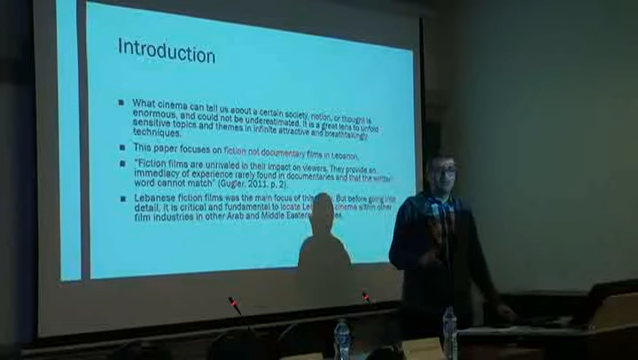 Introduction
What cinema can tell us about a certain society, notion, or thought is
enormous, and could not be underestimated. It is a great lens to unfold
sensitive topics and themes in infinite attractive and breathtakingly
techniques.
This paper focuses on fiction not documentary films in Lebanon.
"Fiction films are unrivaled in their impact on viewers. They provide an
immediacy of experience rarely found in documentaries and that the written
word cannot match" (Gugler, 2011, p. 2).
Lebanese fiction films was the main focus of this But before going into
detail, it is critical and fundamental to locate cinema within other
film industries in other Arab and Middle Eastern